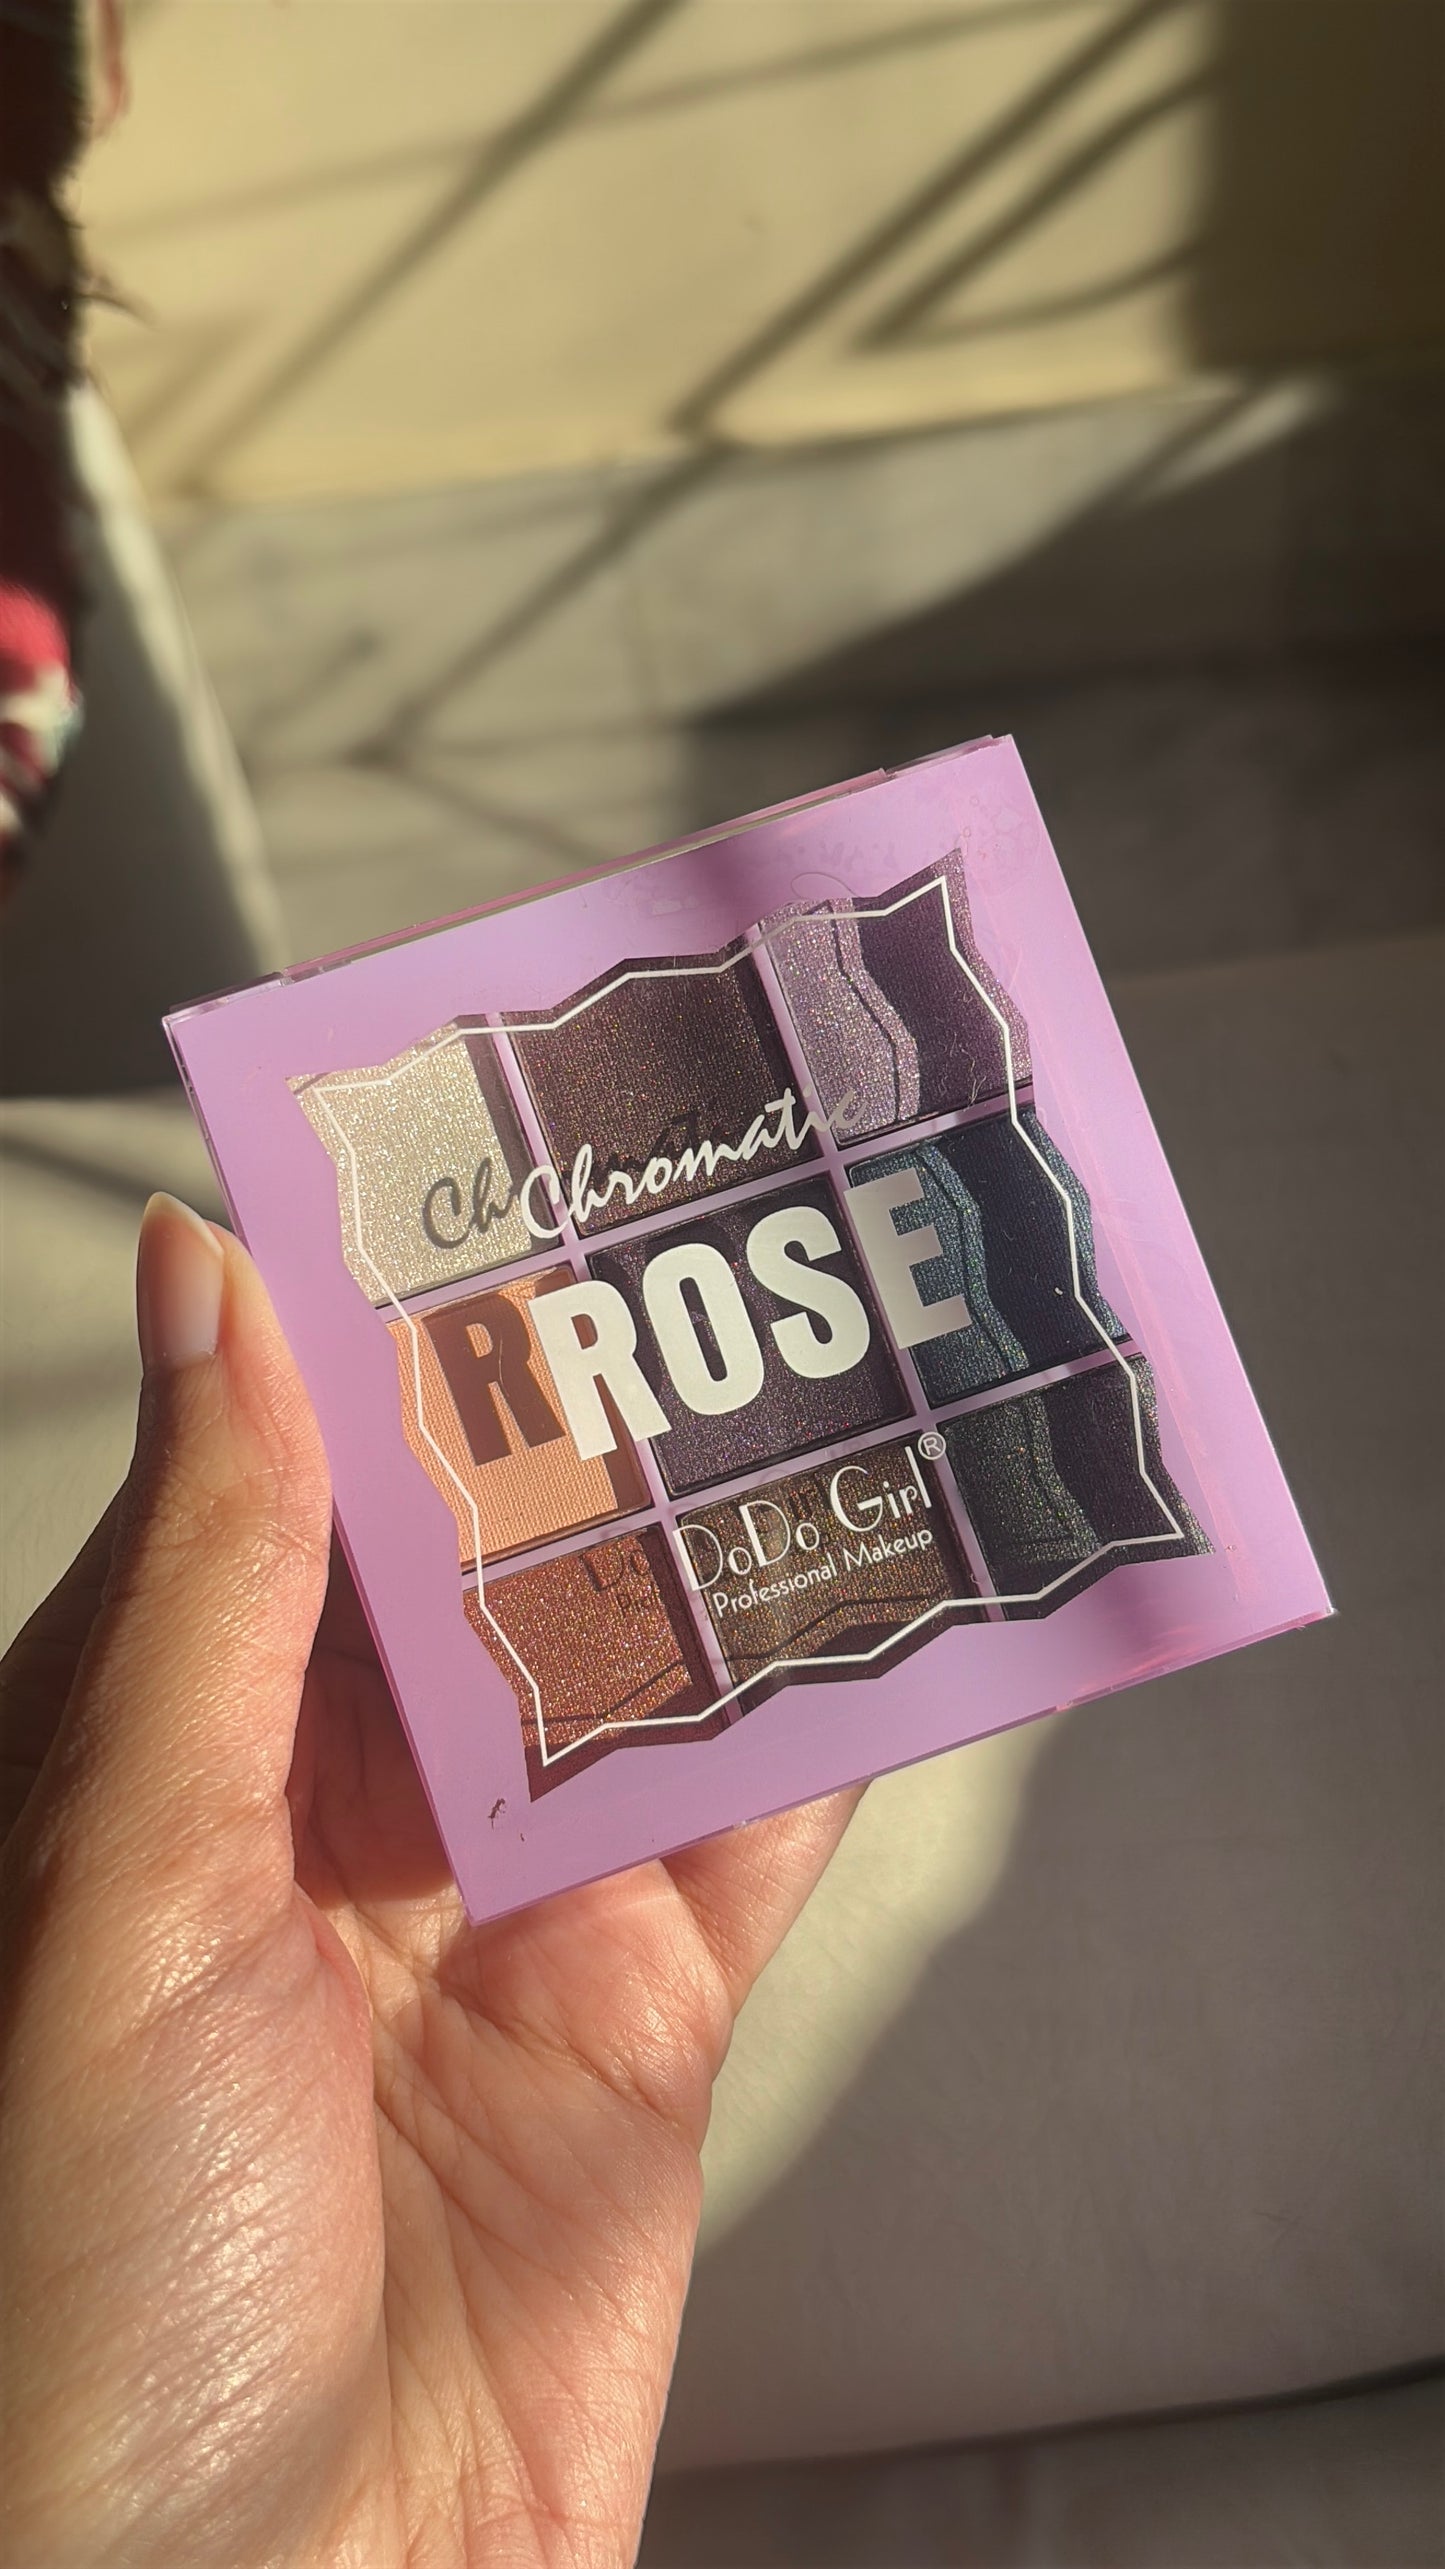 Chromatic
ROSE
DoDo Girl®
Professional Makeup